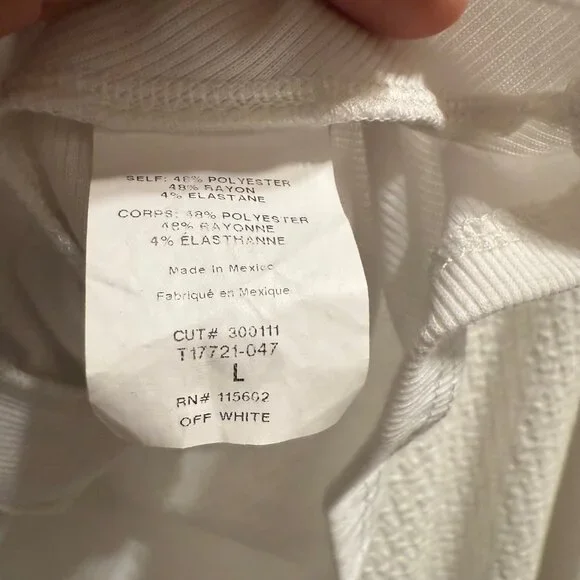 SELF: 48% POLYESTER
48% RAYON
4% ELASTANE
CORPS: 48% POLYESTER
48% RAYONNE
4% ÉLASTHANNE
Made in Mexico
Fabriqué en Mexique
CUT# 300111
T17721-047
L
RN# 115602
OFF WHITE